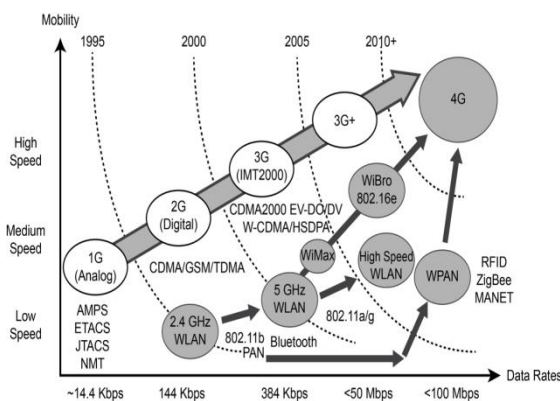 Mobility
1995
2000
2005
2010+
High
Speed
Medium
Speed
Low
Speed
1G
(Analog)
2G
(Digital)
3G
(IMT2000)
3G+
4G
AMPS
ETACS
JTACS
NMT
CDMA/GSM/TDMA
CDMA2000 EV-DO/DV
W-CDMA/HSDPA
WiBro
802.16e
WiMax
2.4 GHz
WLAN
5 GHz
WLAN
High Speed
WLAN
WPAN
RFID
ZigBee
MANET
802.11b
PAN
Bluetooth
802.11a/g
Data Rates
~14.4 Kbps
144 Kbps
384 Kbps
<50 Mbps
<100 Mbps